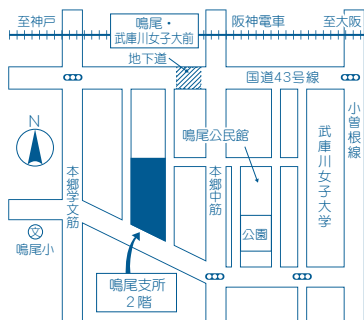 至神戸
鳴尾・
武庫川女子大前
阪神電車
至大阪
地下道
国道43号線
N
鳴尾公民館
小曽根線
武庫川女子大学
本郷学文筋
本郷中筋
公園
文
鳴尾小
鳴尾支所
2階